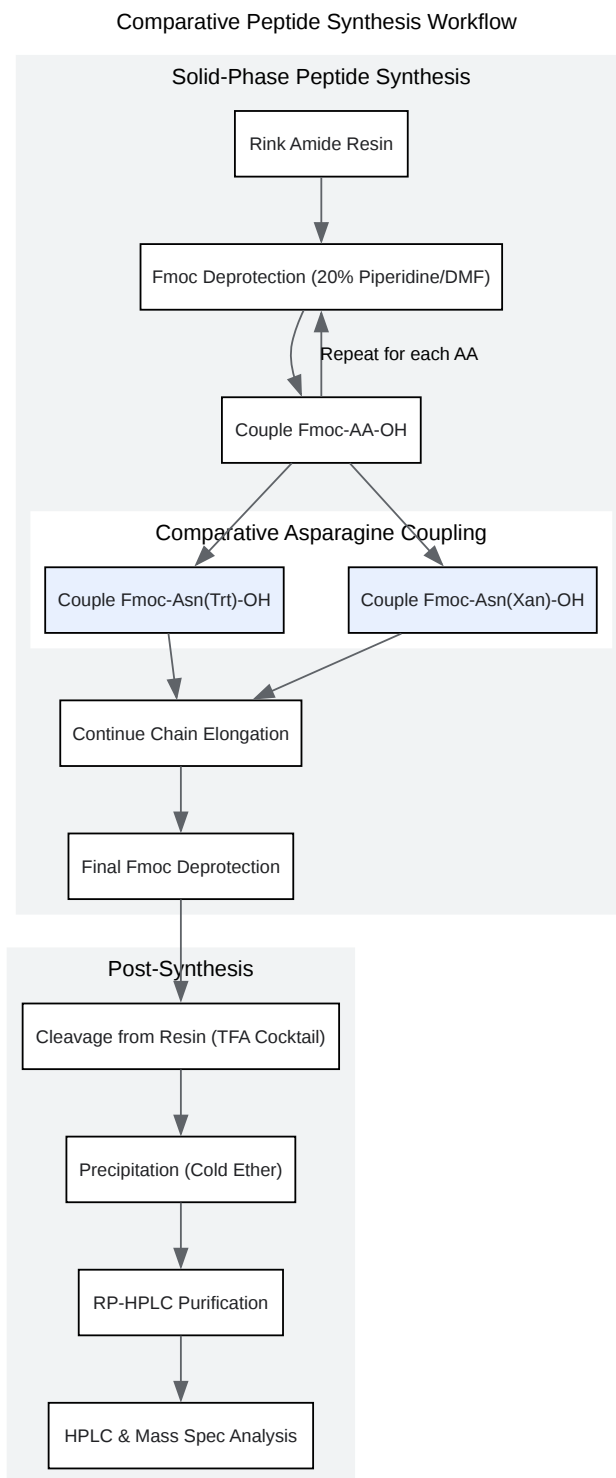 Comparative Peptide Synthesis Workflow
Solid-Phase Peptide Synthesis
Rink Amide Resin
Fmoc Deprotection (20% Piperidine/DMF)
Repeat for each AA
Couple Fmoc-AA-OH
Comparative Asparagine Coupling
Couple Fmoc-Asn(Trt)-OH
Couple Fmoc-Asn(Xan)-OH
Continue Chain Elongation
Final Fmoc Deprotection
Post-Synthesis
Cleavage from Resin (TFA Cocktail)
Precipitation (Cold Ether)
RP-HPLC Purification
HPLC & Mass Spec Analysis